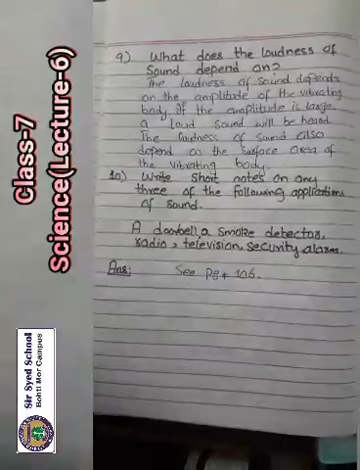 Class-7
Science(Lecture-6)
Sir Syed School
Behti Mor Campus
9) What does the loudness of
Sound depend on?
The loudness of sound depends
on the amplitude of the vibrating
body. If the amplitude is large
a loud sound will be heard
The loudness of sound also
depend on the surface area of
the vibrating body.
10) Write short notes on any
three of the following applications
of sound.
A doorbell, a smoke detector,
radio, television, security alarm.
Ans: See Pg # 106.